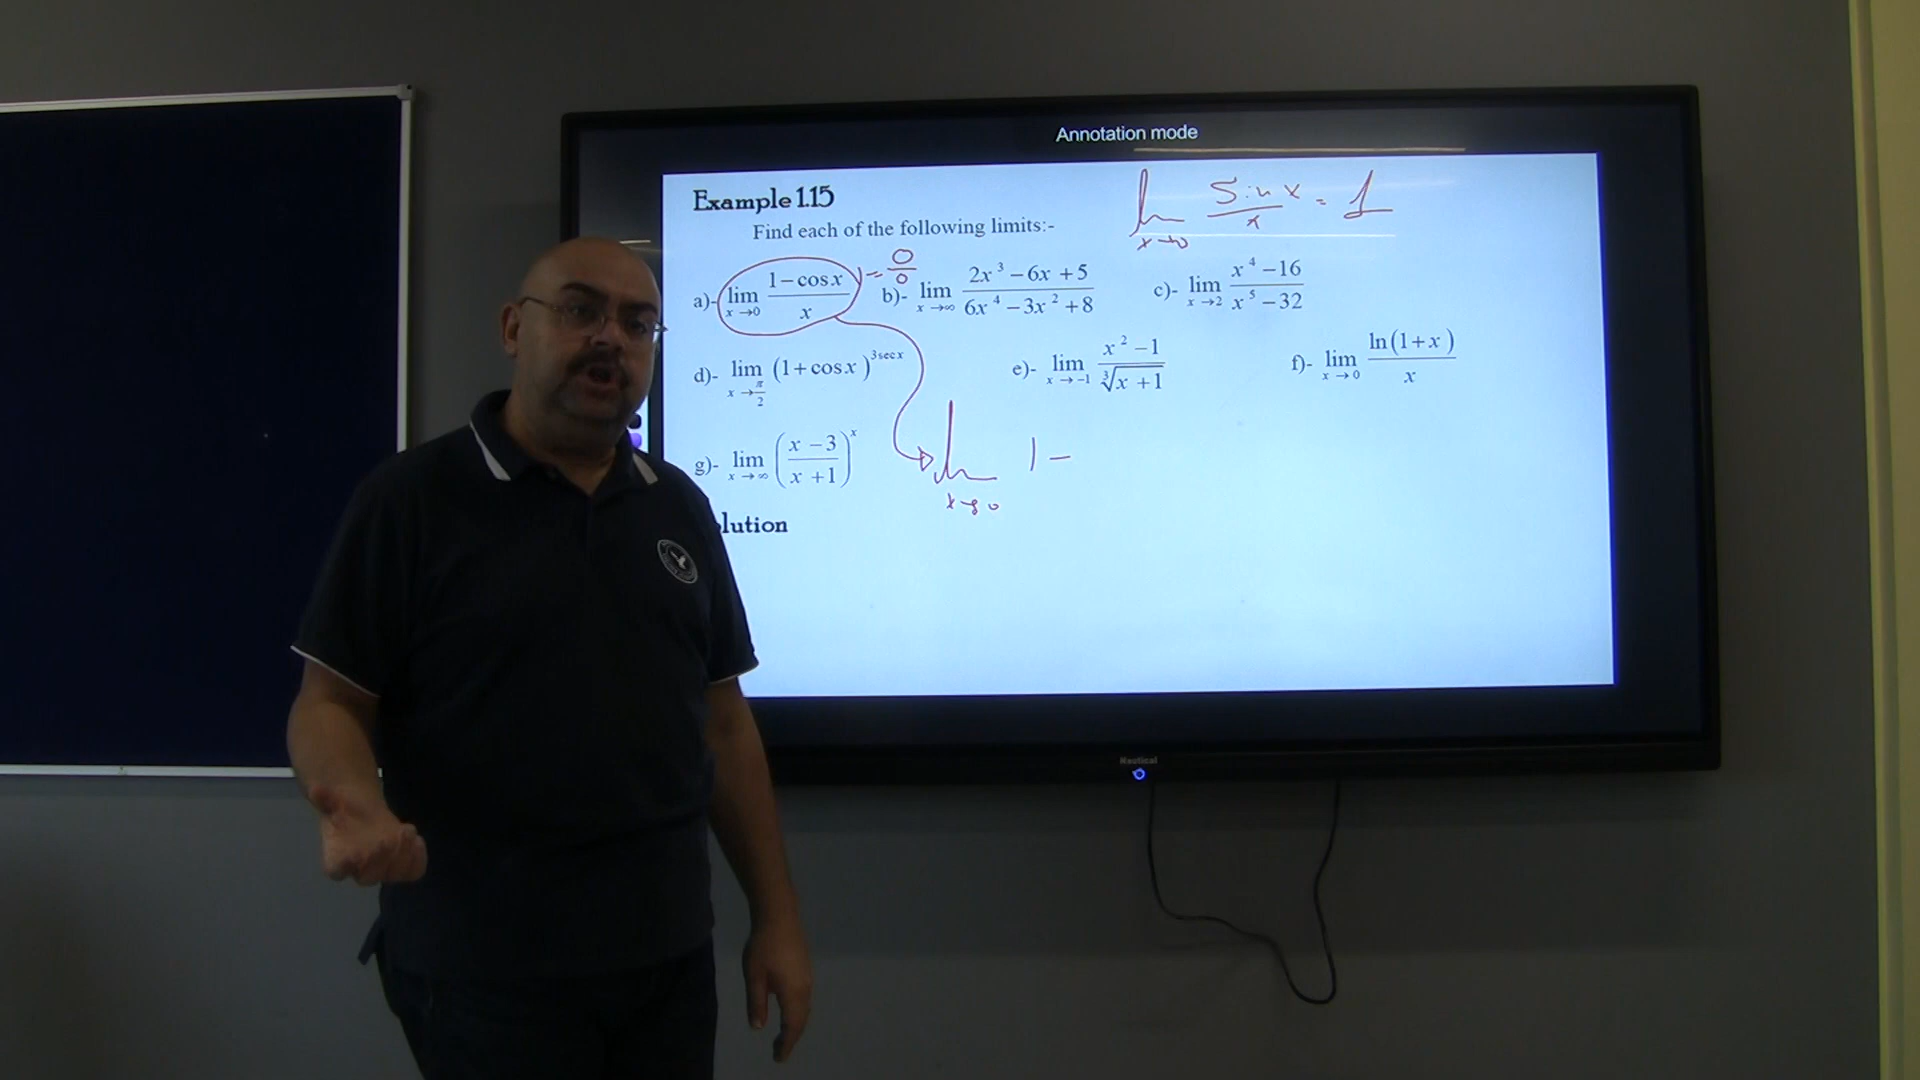 Annotation mode
Example 1.15
lim x→0 sin x / x = 1
Find each of the following limits:-
a)- lim x→0 (1 − cos x) / x = 0/0
b)- lim x→∞ (2x³ − 6x + 5) / (6x⁴ − 3x² + 8)
c)- lim x→2 (x⁴ − 16) / (x⁵ − 32)
d)- lim x→π/2 (1 + cos x)^(3 sec x)
e)- lim x→−1 (x² − 1) / ∛(x + 1)
f)- lim x→0 ln(1 + x) / x
g)- lim x→∞ ((x − 3) / (x + 1))^x
lim x→0 1 −
lution